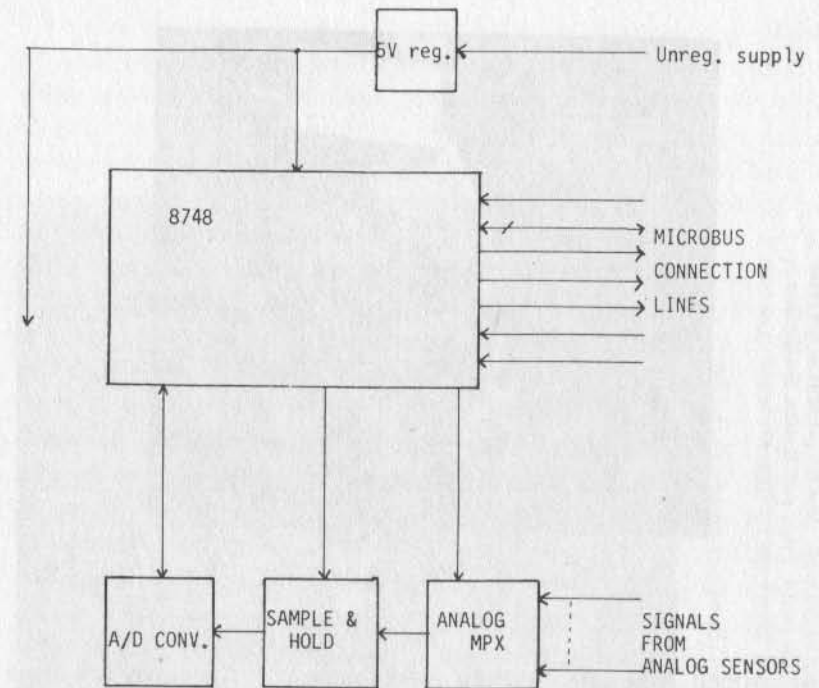 5V reg.
Unreg. supply
8748
MICROBUS
CONNECTION
LINES
A/D CONV.
SAMPLE &
HOLD
ANALOG
MPX
SIGNALS
FROM
ANALOG SENSORS